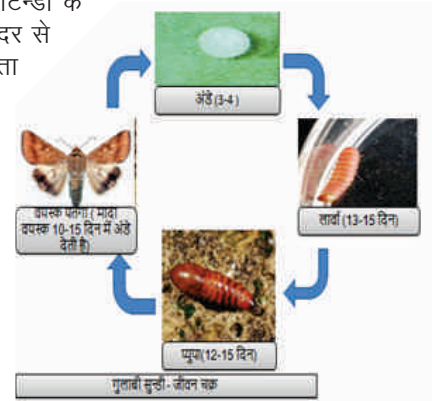 टिन्डों के
दर से
ता
अंडे (3-4 )
लार्वा (13-15 दिन)
प्यूपा(12-15 दिन)
वयस्क पतंगा ( मादा
वयस्क 10-15 दिन में अंडे
देती है)
गुलाबी सुन्डी - जीवन चक्र